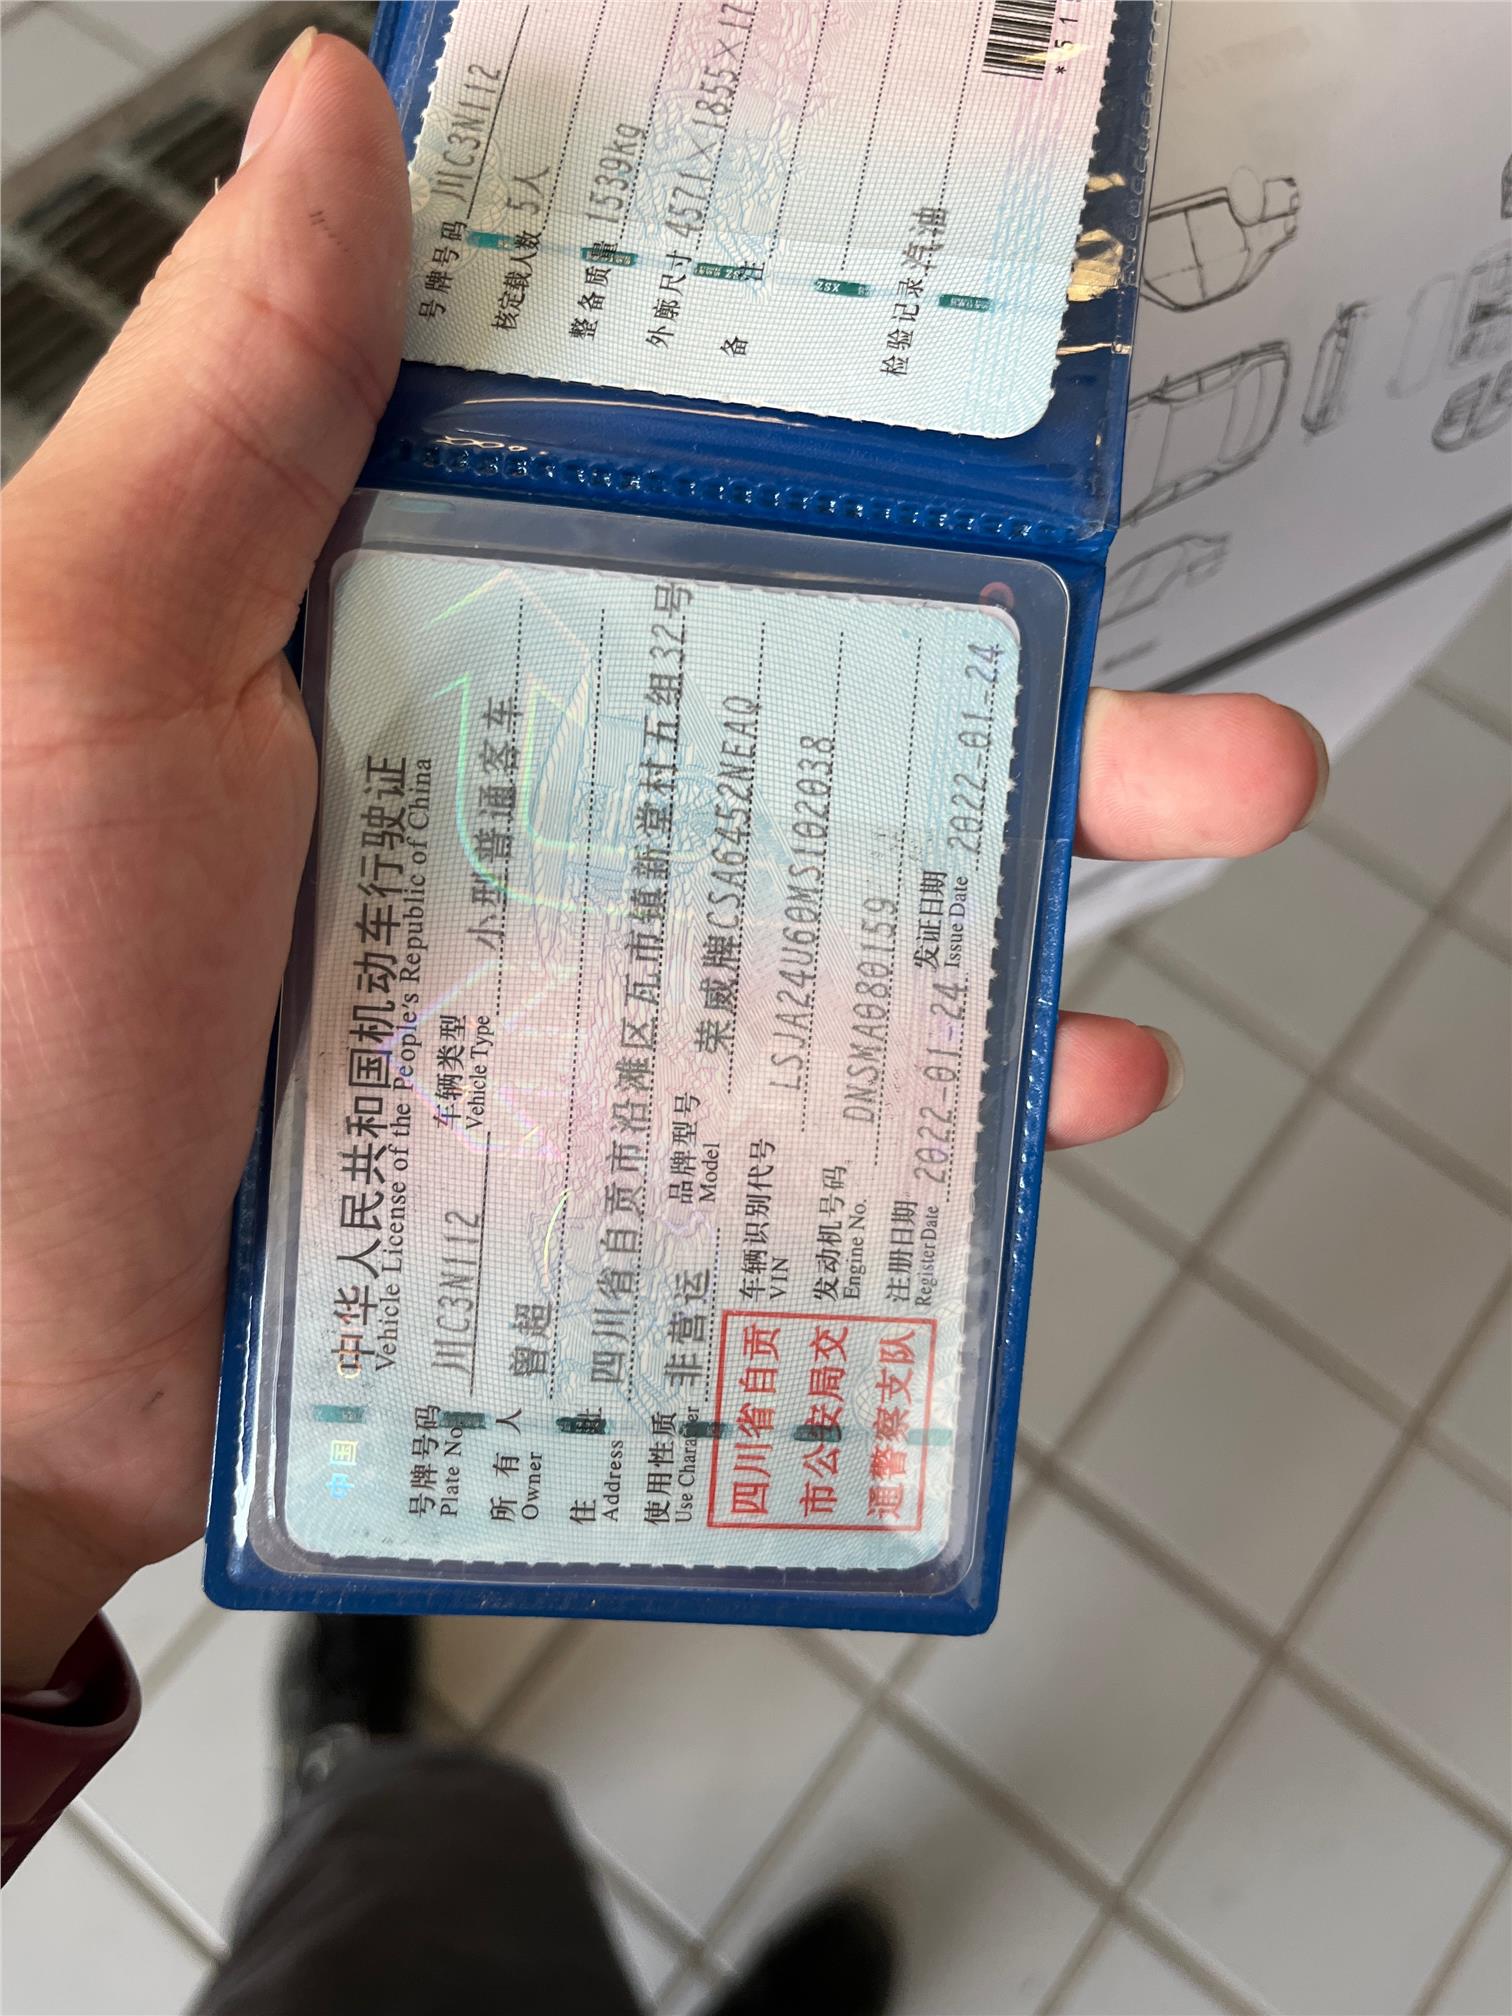 中华人民共和国机动车行驶证
Vehicle License of the People's Republic of China
号牌号码 川C3N112 车辆类型 小型普通客车
Plate No. Vehicle Type
所有人 曾超
Owner
住址 四川省自贡市沿滩区瓦市镇新堂村五组32号
Address
使用性质 非营运 品牌型号 荣威牌CSA6452NEAQ
Use Character Model
四川省自贡
市公安局交
通警察支队
车辆识别代号 LSJA24U60MS102038
VIN
发动机号码 DNSMA080159
Engine No.
注册日期 2022-01-24 发证日期 2022-01-24
Register Date Issue Date
中国
号牌号码 川C3N112
核定载人数 5人
整备质量 1539kg
外廓尺寸 4571×1855×17
备注
检验记录 汽油
*51